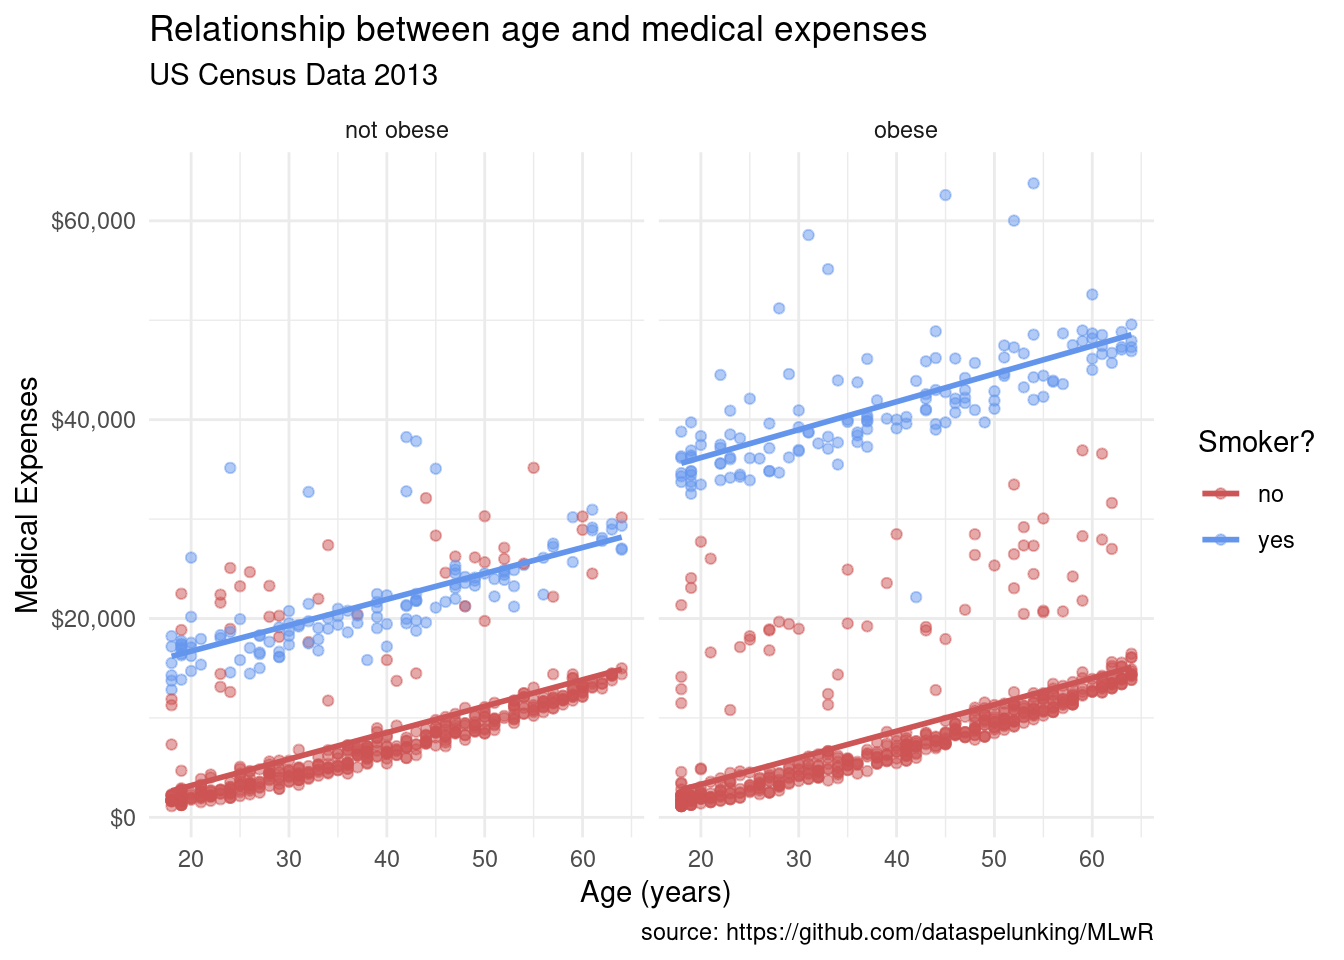 Relationship between age and medical expenses
US Census Data 2013
not obese
obese
Medical Expenses
$60,000
$40,000
$20,000
$0
20 30 40 50 60
20 30 40 50 60
Age (years)
Smoker?
no
yes
source: https://github.com/dataspelunking/MLwR